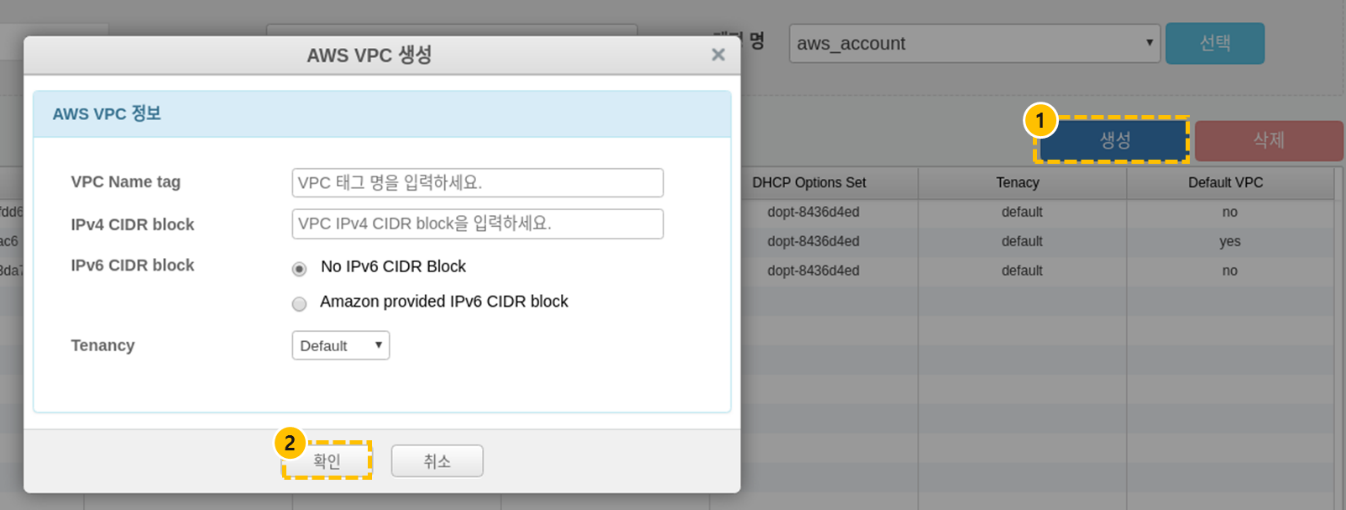 AWS VPC 생성
명
aws_account
선택
AWS VPC 정보
1
생성
삭제
VPC Name tag
VPC 태그 명을 입력하세요.
IPv4 CIDR block
VPC IPv4 CIDR block을 입력하세요.
IPv6 CIDR block
No IPv6 CIDR Block
Amazon provided IPv6 CIDR block
Tenancy
Default
2
확인
취소
DHCP Options Set Tenacy Default VPC
fdd6 dopt-8436d4ed default no
ac6 dopt-8436d4ed default yes
3da7 dopt-8436d4ed default no